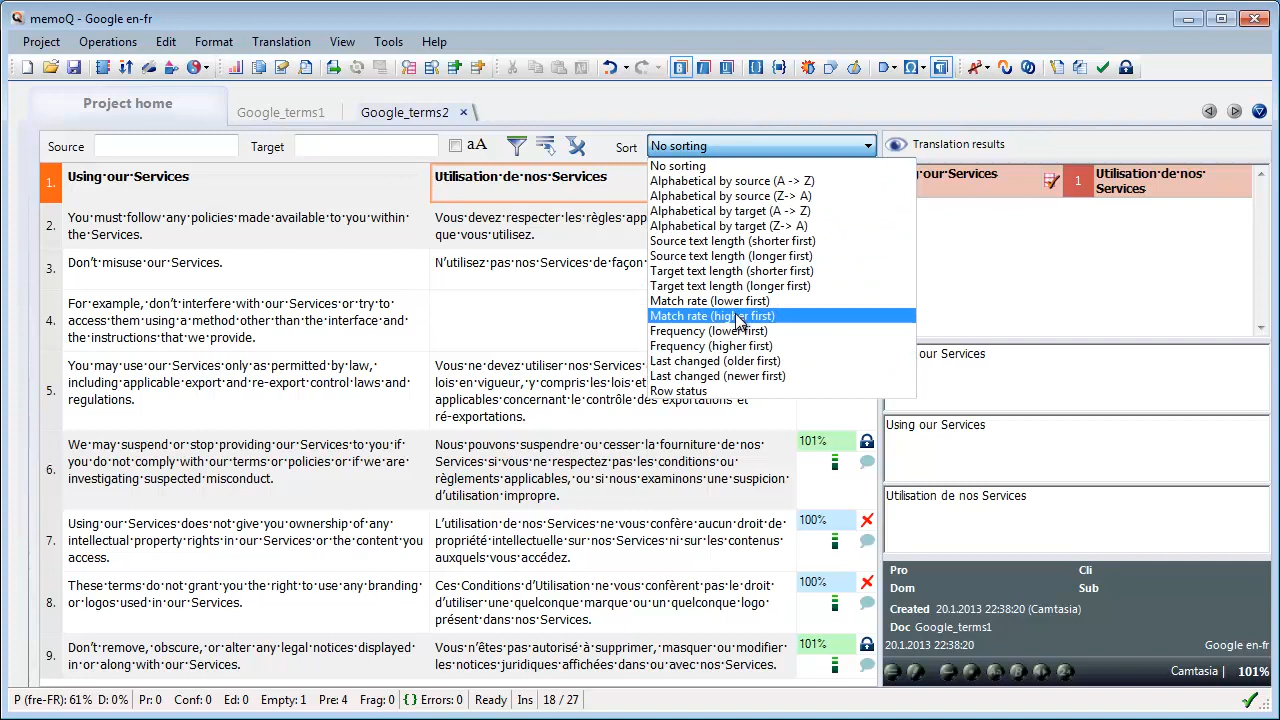 memoQ - Google en-fr
Project Operations Edit Format Translation View Tools Help
Project home Google_terms1 Google_terms2
Source Target aA Sort No sorting Translation results
No sorting
Alphabetical by source (A -> Z)
Alphabetical by source (Z-> A)
Alphabetical by target (A -> Z)
Alphabetical by target (Z-> A)
Source text length (shorter first)
Source text length (longer first)
Target text length (shorter first)
Target text length (longer first)
Match rate (lower first)
Match rate (higher first)
Frequency (lower first)
Frequency (higher first)
Last changed (older first)
Last changed (newer first)
Row status
1. Using·our·Services Utilisation·de·nos·Services
2. You·must·follow·any·policies·made·available·to·you·within·
the·Services. Vous·devez·respecter·les·règles·
que·vous·utilisez.
3. Don't·misuse·our·Services. N'utilisez·pas·nos·Services·de·façon·
4. For·example,·don't·interfere·with·our·Services·or·try·to·
access·them·using·a·method·other·than·the·interface·and·
the·instructions·that·we·provide.
5. You·may·use·our·Services·only·as·permitted·by·law,·
including·applicable·export·and·re-export·control·laws·and·
regulations.
Vous·ne·devez·utiliser·nos·Services·
lois·en·vigueur,·y·compris·les·lois·et·
applicables·concernant·le·contrôle·des·exportations·et·
ré-exportations.
6. We·may·suspend·or·stop·providing·our·Services·to·you·if·
you·do·not·comply·with·our·terms·or·policies·or·if·we·are·
investigating·suspected·misconduct.
Nous·pouvons·suspendre·ou·cesser·la·fourniture·de·nos·
Services·si·vous·ne·respectez·pas·les·conditions·ou·
règlements·applicables,·ou·si·nous·examinons·une·suspicion·
d'utilisation·impropre.
101%
7. Using·our·Services·does·not·give·you·ownership·of·any·
intellectual·property·rights·in·our·Services·or·the·content·you·
access.
L'utilisation·de·nos·Services·ne·vous·confère·aucun·droit·de·
propriété·intellectuelle·sur·nos·Services·ni·sur·les·contenus·
auxquels·vous·accédez.
100%
8. These·terms·do·not·grant·you·the·right·to·use·any·branding·
or·logos·used·in·our·Services.
Ces·Conditions·d'Utilisation·ne·vous·confèrent·pas·le·droit·
d'utiliser·une·quelconque·marque·ou·un·quelconque·logo·
présent·dans·nos·Services.
100%
9. Don't·remove,·obscure,·or·alter·any·legal·notices·displayed·
in·or·along·with·our·Services.
Vous·n'êtes·pas·autorisé·à·supprimer,·masquer·ou·modifier·
les·notices·juridiques·affichées·dans·ou·avec·nos·Services.
101%
our·Services 1 Utilisation·de·nos·
Services
our Services
Using our Services
Utilisation de nos Services
Pro Cli
Dom Sub
Created 20.1.2013 22:38:20 (Camtasia)
Doc Google_terms1
20.1.2013 22:38:20 Google en-fr
Camtasia 101%
P (fre-FR): 61% D: 0% Pr: 0 Conf: 0 Ed: 0 Empty: 1 Pre: 4 Frag: 0 {} Errors: 0 Ready Ins 18 / 27